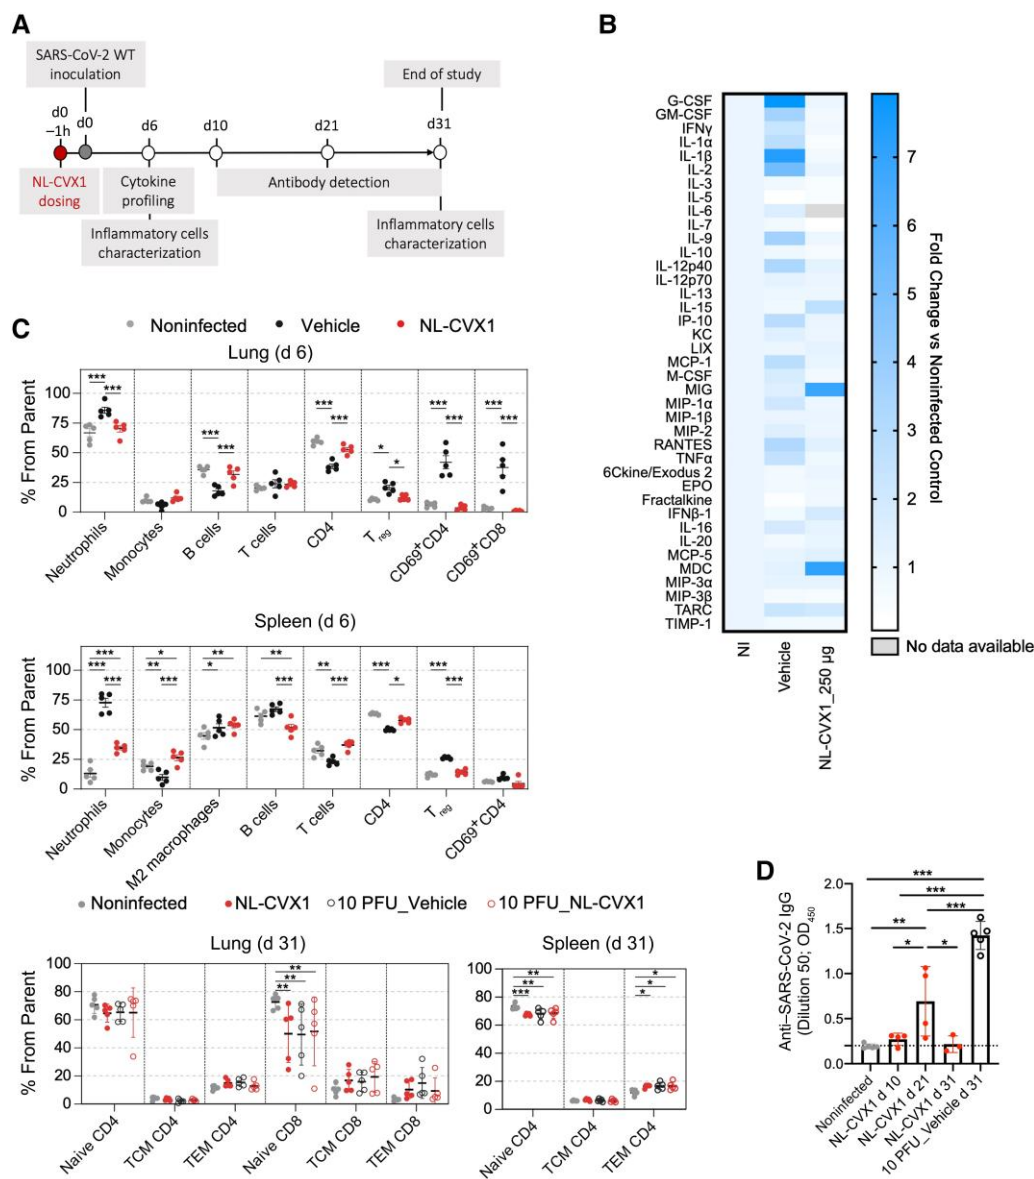 A
SARS-CoV-2 WT
inoculation
End of study
d0
–1h
d0
d6
d10
d21
d31
NL-CVX1
dosing
Cytokine
profiling
Antibody detection
Inflammatory cells
characterization
Inflammatory cells
characterization
B
G-CSF
GM-CSF
IFNγ
IL-1α
IL-1β
IL-2
IL-3
IL-5
IL-6
IL-7
IL-9
IL-10
IL-12p40
IL-12p70
IL-13
IL-15
IP-10
KC
LIX
MCP-1
M-CSF
MIG
MIP-1α
MIP-1β
MIP-2
RANTES
TNFα
6Ckine/Exodus 2
EPO
Fractalkine
IFNβ-1
IL-16
IL-20
MCP-5
MDC
MIP-3α
MIP-3β
TARC
TIMP-1
NI
Vehicle
NL-CVX1_250 µg
7
6
5
4
3
2
1
Fold Change vs Noninfected Control
No data available
C
Noninfected
Vehicle
NL-CVX1
Lung (d 6)
% From Parent
100
75
50
25
0
*** *** *** *** *** *** * * *** *** *** ***
Neutrophils
Monocytes
B cells
T cells
CD4
Treg
CD69+CD4
CD69+CD8
Spleen (d 6)
% From Parent
100
75
50
25
0
*** * ** ** 
*** ** * *** ** *** *** 
*** *** *** *** * ***
Neutrophils
Monocytes
M2 macrophages
B cells
T cells
CD4
Treg
CD69+CD4
Noninfected
NL-CVX1
10 PFU_Vehicle
10 PFU_NL-CVX1
Lung (d 31)
% From Parent
100
80
60
40
20
0
**
**
**
Naive CD4
TCM CD4
TEM CD4
Naive CD8
TCM CD8
TEM CD8
Spleen (d 31)
100
80
60
40
20
0
** *
** *
*** *
Naive CD4
TCM CD4
TEM CD4
D
Anti–SARS-CoV-2 IgG
(Dilution 50; OD450)
2.0
1.5
1.0
0.5
0.0
***
***
***
**
* *
Noninfected
NL-CVX1 d 10
NL-CVX1 d 21
NL-CVX1 d 31
10 PFU_Vehicle d 31